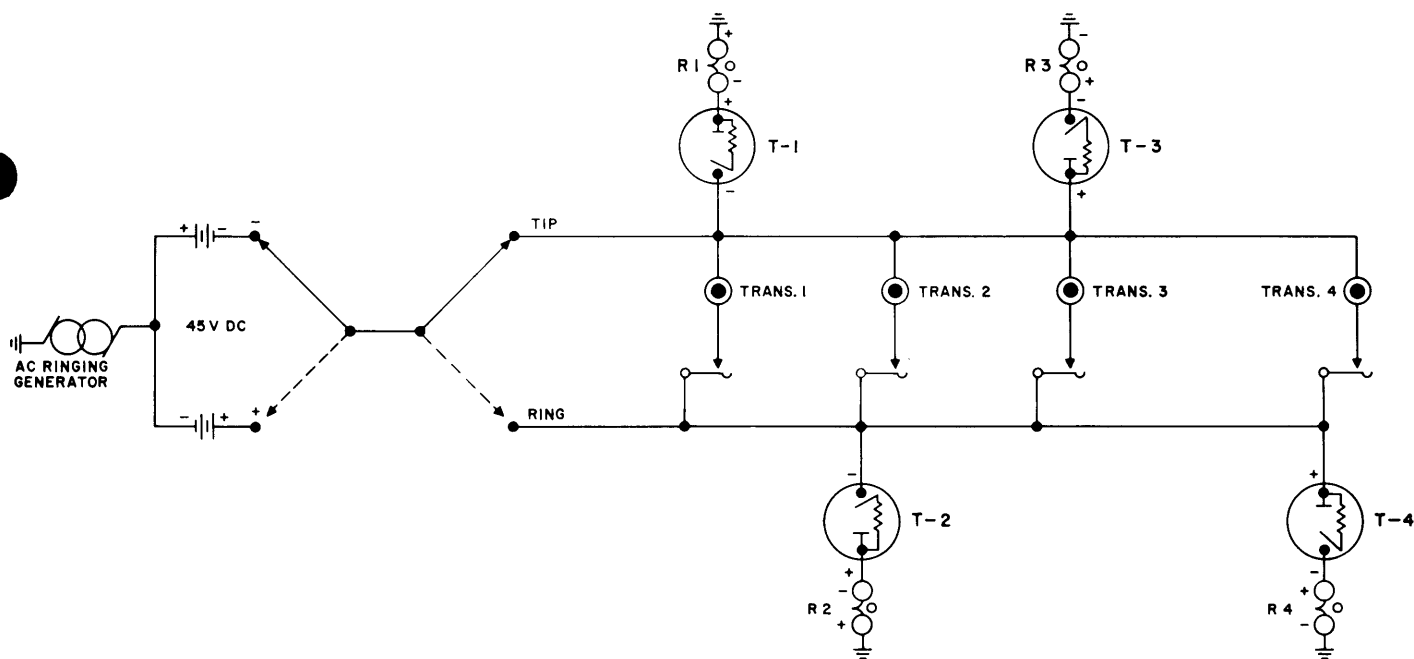 +
-
R1
-
+
T-1
-
-
R3
+
-
T-3
+
+ -
-
TIP
45V DC
AC RINGING
GENERATOR
- +
+
RING
TRANS. 1
TRANS. 2
TRANS. 3
TRANS. 4
-
T-2
+
-
R2
+
+
T-4
-
+
R4
-